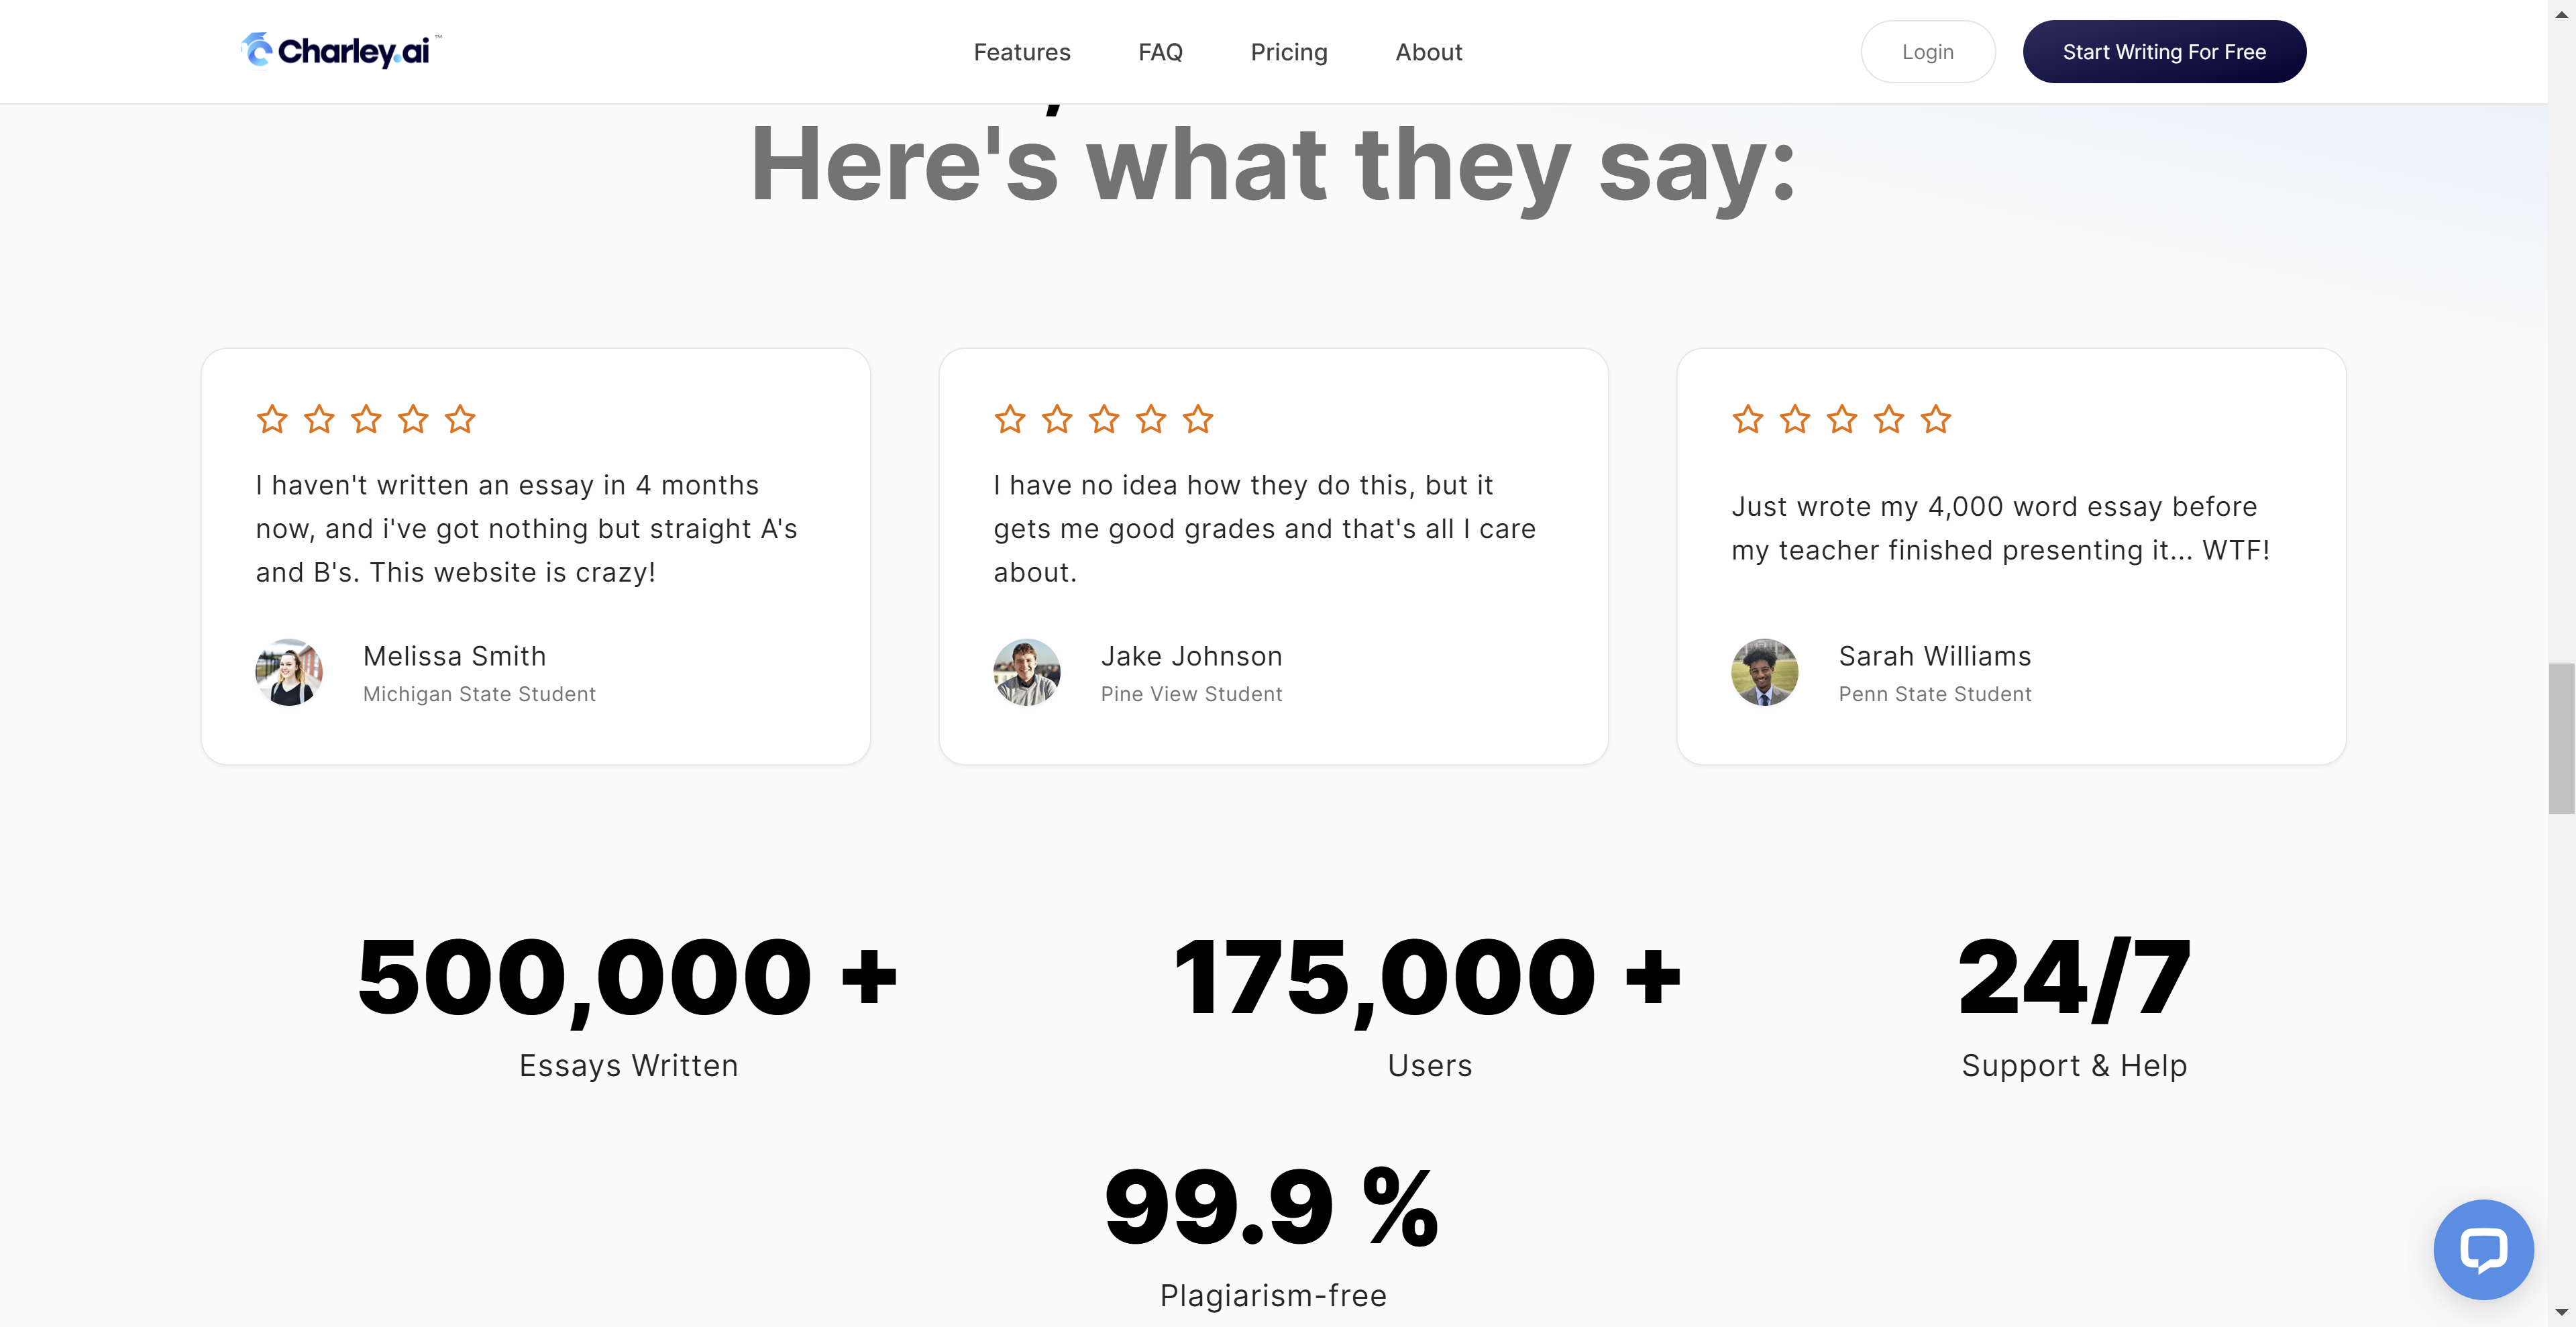 Charley.ai ™
Features
FAQ
Pricing
About
Login
Start Writing For Free
Here's what they say:
I haven't written an essay in 4 months
now, and i've got nothing but straight A's
and B's. This website is crazy!
Melissa Smith
Michigan State Student
I have no idea how they do this, but it
gets me good grades and that's all I care
about.
Jake Johnson
Pine View Student
Just wrote my 4,000 word essay before
my teacher finished presenting it... WTF!
Sarah Williams
Penn State Student
500,000 +
Essays Written
175,000 +
Users
24/7
Support & Help
99.9 %
Plagiarism-free